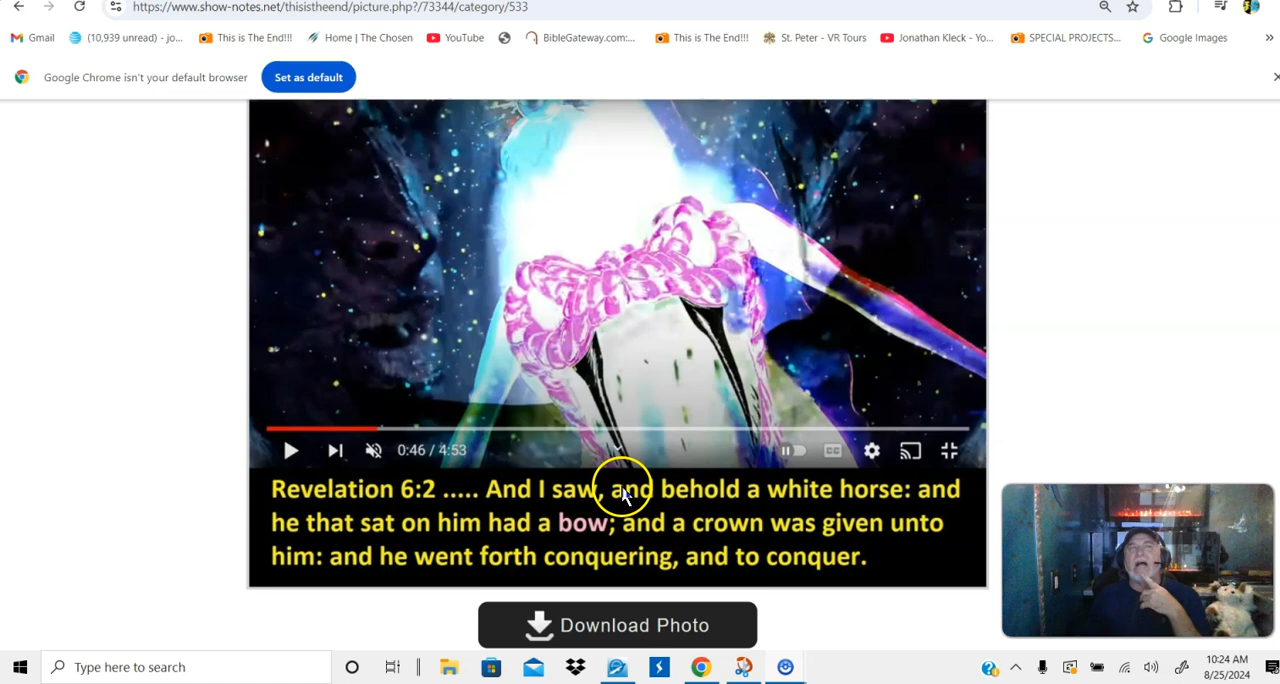 https://www.show-notes.net/thisistheend/picture.php?/73344/category/533
Gmail
(10,939 unread) - jo...
This is The End!!!
Home | The Chosen
YouTube
BibleGateway.com:...
This is The End!!!
St. Peter - VR Tours
Jonathan Kleck - Yo...
SPECIAL PROJECTS...
Google Images
»
Google Chrome isn't your default browser
Set as default
0:46 / 4:53
CC
Revelation 6:2 ..... And I saw, and behold a white horse: and
he that sat on him had a bow; and a crown was given unto
him: and he went forth conquering, and to conquer.
Download Photo
Type here to search
10:24 AM
8/25/2024